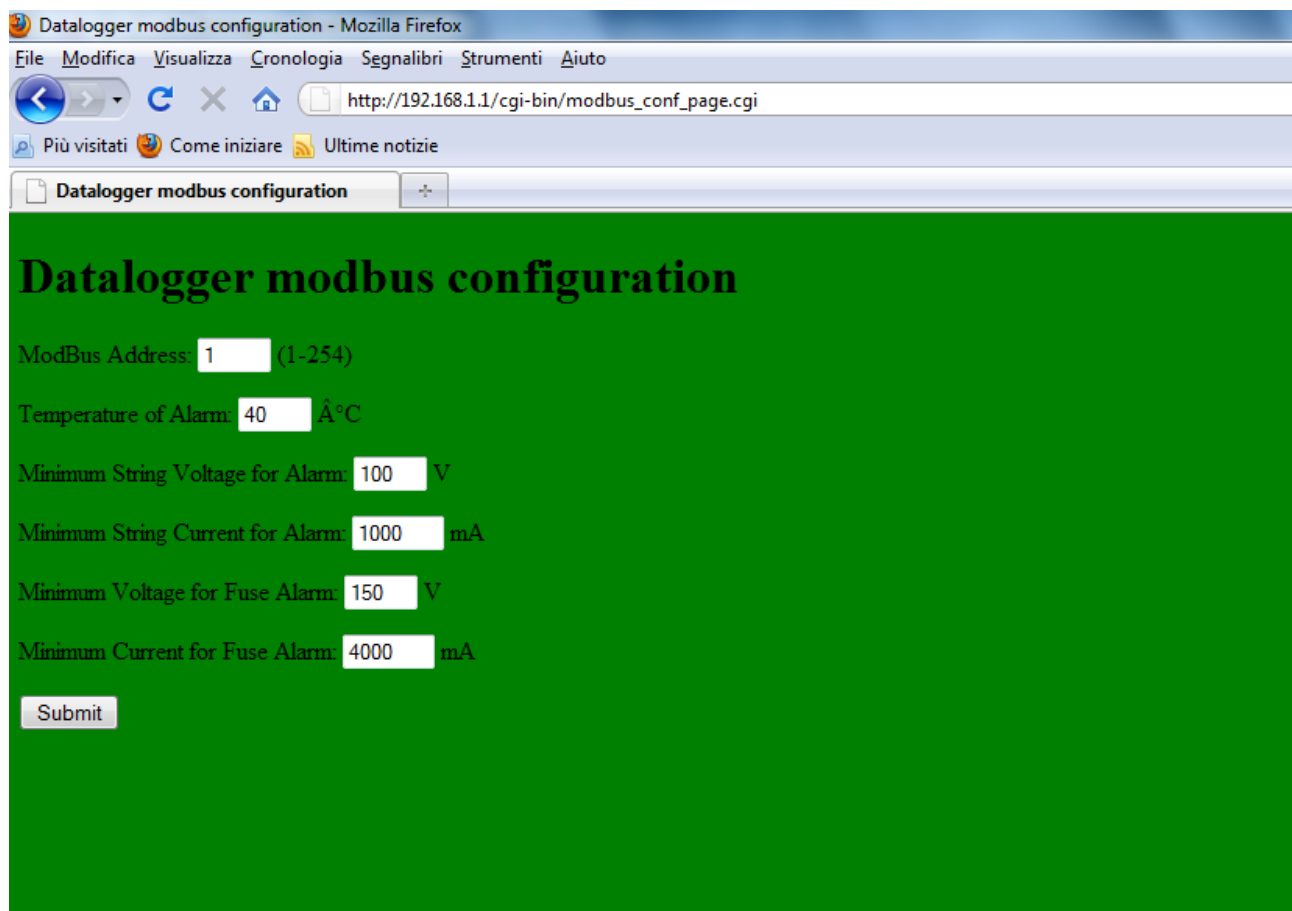 Datalogger modbus configuration - Mozilla Firefox
File Modifica Visualizza Cronologia Segnalibri Strumenti Aiuto
http://192.168.1.1/cgi-bin/modbus_conf_page.cgi
Più visitati Come iniziare Ultime notizie
Datalogger modbus configuration
Datalogger modbus configuration
ModBus Address: 1 (1-254)
Temperature of Alarm: 40 Â°C
Minimum String Voltage for Alarm: 100 V
Minimum String Current for Alarm: 1000 mA
Minimum Voltage for Fuse Alarm: 150 V
Minimum Current for Fuse Alarm: 4000 mA
Submit